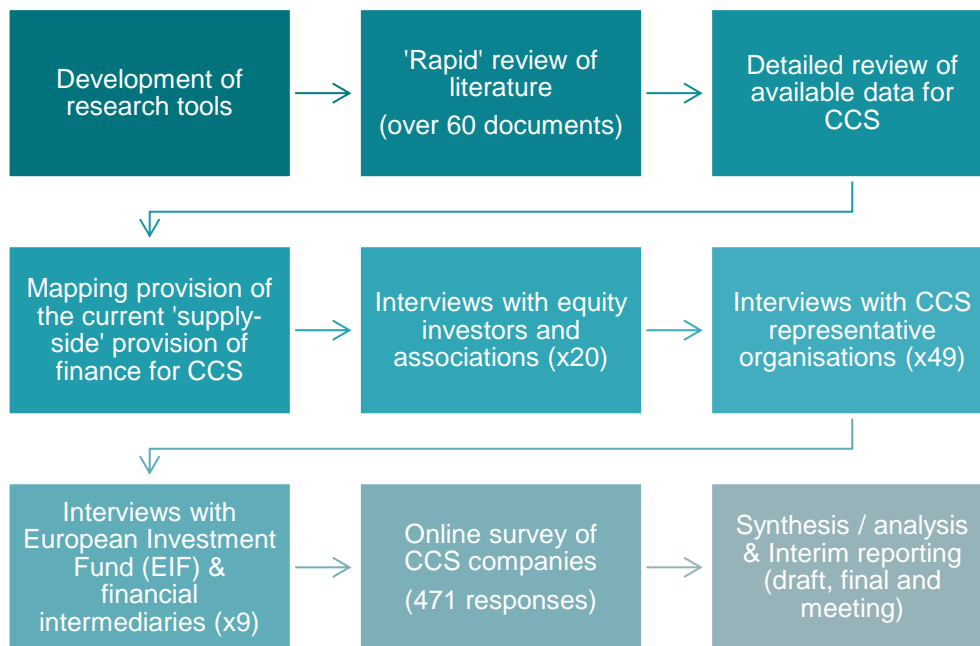 Development of
research tools
'Rapid' review of
literature
(over 60 documents)
Detailed review of
available data for
CCS
Mapping provision of
the current 'supply-
side' provision of
finance for CCS
Interviews with equity
investors and
associations (x20)
Interviews with CCS
representative
organisations (x49)
Interviews with
European Investment
Fund (EIF) &
financial
intermediaries (x9)
Online survey of
CCS companies
(471 responses)
Synthesis / analysis
& Interim reporting
(draft, final and
meeting)